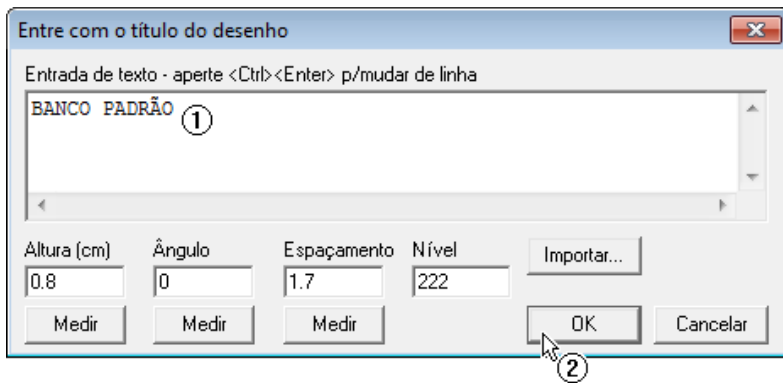 Entre com o título do desenho
Entrada de texto - aperte <Ctrl><Enter> p/mudar de linha
BANCO PADRÃO
1
Altura (cm) Ângulo Espaçamento Nível
Importar...
0.8 0 1.7 222
Medir Medir Medir OK Cancelar
2